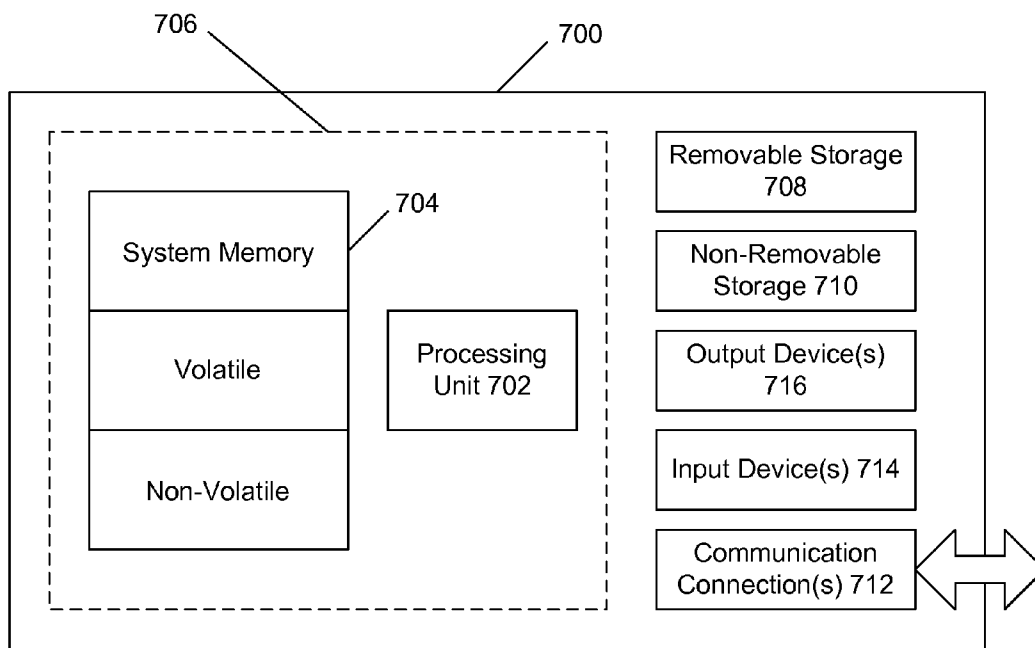 706
700
704
System Memory
Volatile
Non-Volatile
Processing
Unit 702
Removable Storage
708
Non-Removable
Storage 710
Output Device(s)
716
Input Device(s) 714
Communication
Connection(s) 712